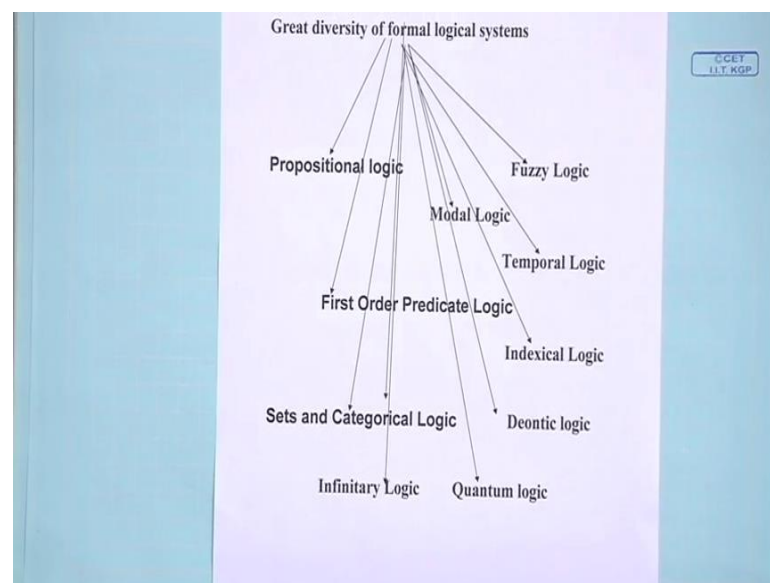 Great diversity of formal logical systems
CCET
I.I.T. KGP
Propositional logic
Fuzzy Logic
Modal Logic
Temporal Logic
First Order Predicate Logic
Indexical Logic
Sets and Categorical Logic
Deontic logic
Infinitary Logic
Quantum logic